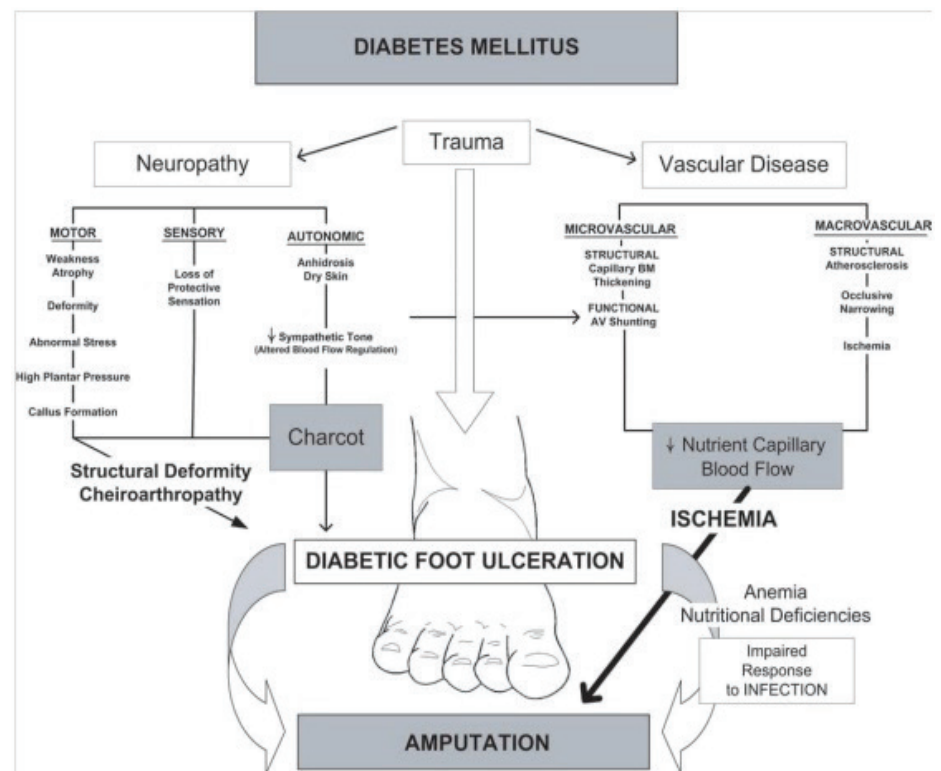 DIABETES MELLITUS
Trauma
Neuropathy
Vascular Disease
MOTOR
Weakness
Atrophy
Deformity
Abnormal Stress
High Plantar Pressure
Callus Formation
SENSORY
Loss of
Protective
Sensation
AUTONOMIC
Anhidrosis
Dry Skin
↓ Sympathetic Tone
(Altered Blood Flow Regulation)
MICROVASCULAR
STRUCTURAL
Capillary BM
Thickening
FUNCTIONAL
AV Shunting
MACROVASCULAR
STRUCTURAL
Atherosclerosis
Occlusive
Narrowing
Ischemia
Charcot
↓ Nutrient Capillary
Blood Flow
Structural Deformity
Cheiroarthropathy
ISCHEMIA
DIABETIC FOOT ULCERATION
Anemia
Nutritional Deficiencies
Impaired
Response
to INFECTION
AMPUTATION